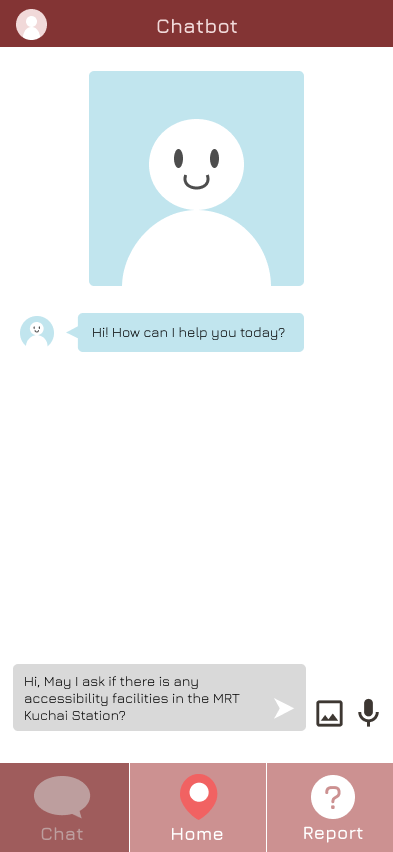 Chatbot
Hi! How can I help you today?
Hi, May I ask if there is any
accessibility facilities in the MRT
Kuchai Station?
Chat
Home
?
Report